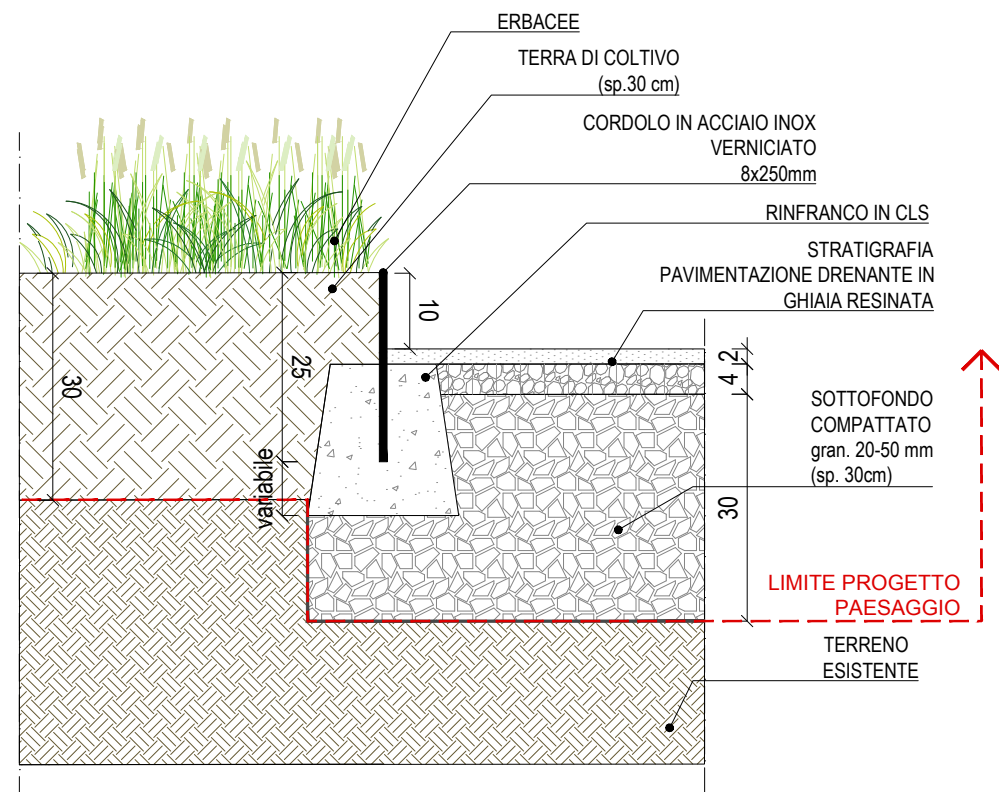 ERBACEE
TERRA DI COLTIVO
(sp.30 cm)
CORDOLO IN ACCIAIO INOX
VERNICIATO
8x250mm
RINFRANCO IN CLS
STRATIGRAFIA
PAVIMENTAZIONE DRENANTE IN
GHIAIA RESINATA
10
2
4
25
30
variabile
SOTTOFONDO
COMPATTATO
gran. 20-50 mm
(sp. 30cm)
30
LIMITE PROGETTO
PAESAGGIO
TERRENO
ESISTENTE